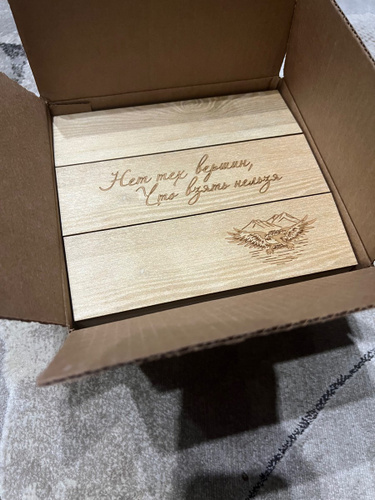 Нет тех вершин,
Что взять нельзя